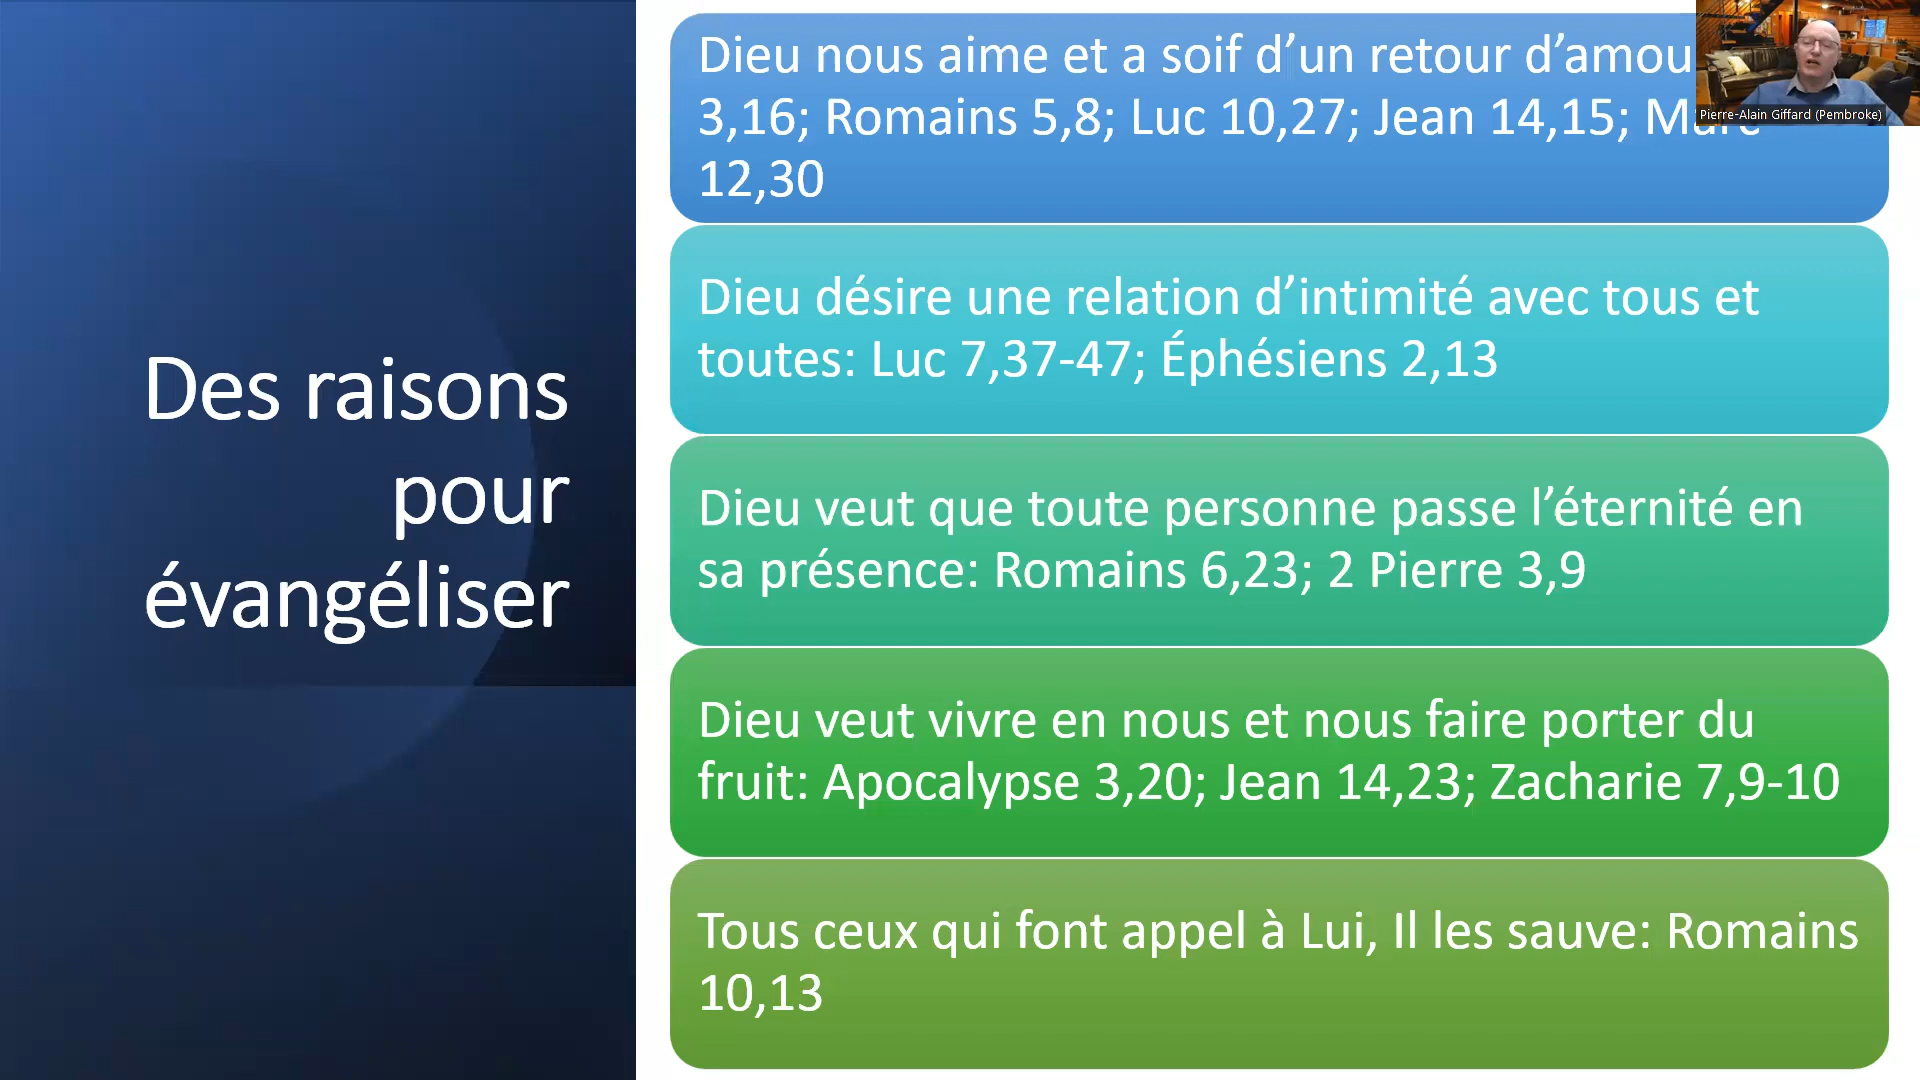 Des raisons
pour
évangéliser
Dieu nous aime et a soif d’un retour
3,16; Romains 5,8; Luc 10,27; Jean 14,15;
12,30
Dieu désire une relation d’intimité avec tous et
toutes: Luc 7,37-47; Éphésiens 2,13
Dieu veut que toute personne passe l’éternité en
sa présence: Romains 6,23; 2 Pierre 3,9
Dieu veut vivre en nous et nous faire porter du
fruit: Apocalypse 3,20; Jean 14,23; Zacharie 7,9-10
Tous ceux qui font appel à Lui, Il les sauve: Romains
10,13
Pierre-Alain Giffard (Pembroke)